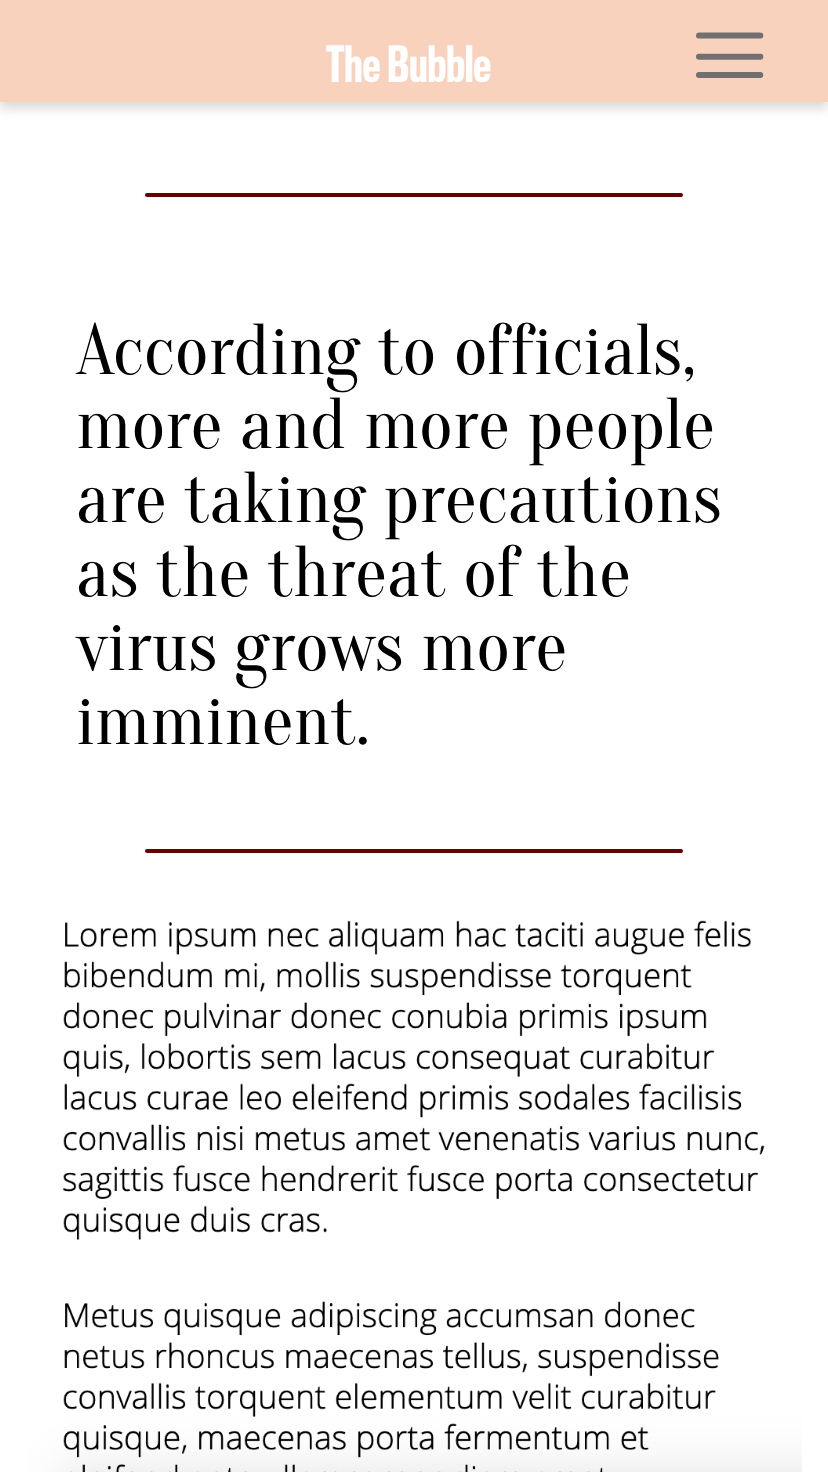 The Bubble
According to officials,
more and more people
are taking precautions
as the threat of the
virus grows more
imminent.
Lorem ipsum nec aliquam hac taciti augue felis
bibendum mi, mollis suspendisse torquent
donec pulvinar donec conubia primis ipsum
quis, lobortis sem lacus consequat curabitur
lacus curae leo eleifend primis sodales facilisis
convallis nisi metus amet venenatis varius nunc,
sagittis fusce hendrerit fusce porta consectetur
quisque duis cras.
Metus quisque adipiscing accumsan donec
netus rhoncus maecenas tellus, suspendisse
convallis torquent elementum velit curabitur
quisque, maecenas porta fermentum et